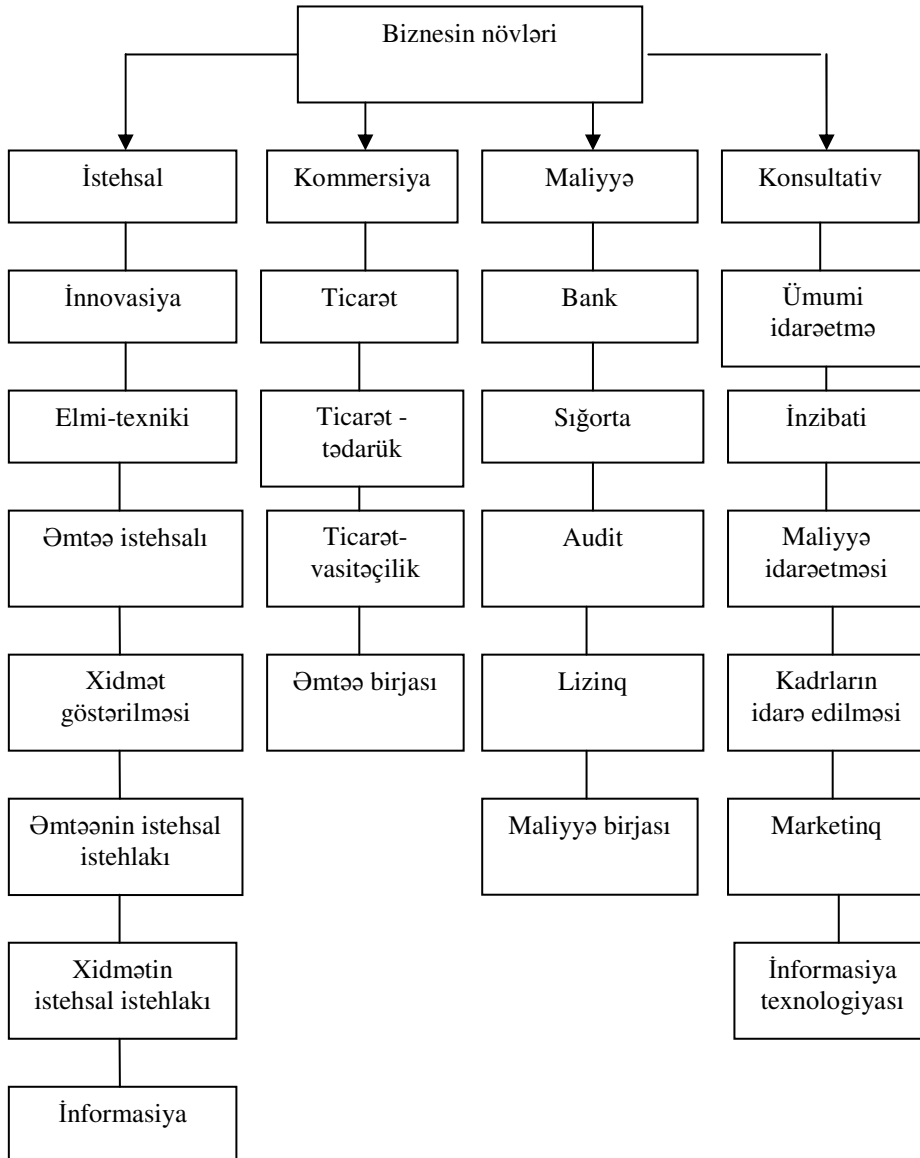 Biznesin növləri
İstehsal
Kommersiya
Maliyyə
Konsultativ
İnnovasiya
Ticarət
Bank
Ümumi
idarəetmə
Elmi-texniki
Ticarət -
tədarük
Sığorta
İnzibati
Əmtəə istehsalı
Ticarət-
vasitəçilik
Audit
Maliyyə
idarəetməsi
Xidmət
göstərilməsi
Əmtəə birjası
Lizinq
Kadrların
idarə edilməsi
Əmtəənin istehsal
istehlakı
Maliyyə birjası
Marketinq
Xidmətin
istehsal istehlakı
İnformasiya
texnologiyası
İnformasiya